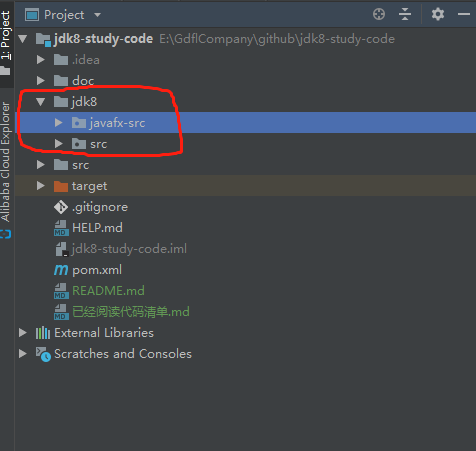 Project
jdk8-study-code E:\GdflCompany\github\jdk8-study-code
.idea
doc
jdk8
javafx-src
src
src
target
.gitignore
HELP.md
jdk8-study-code.iml
pom.xml
README.md
已经阅读代码清单.md
External Libraries
Scratches and Consoles
1: Project
Alibaba Cloud Explorer